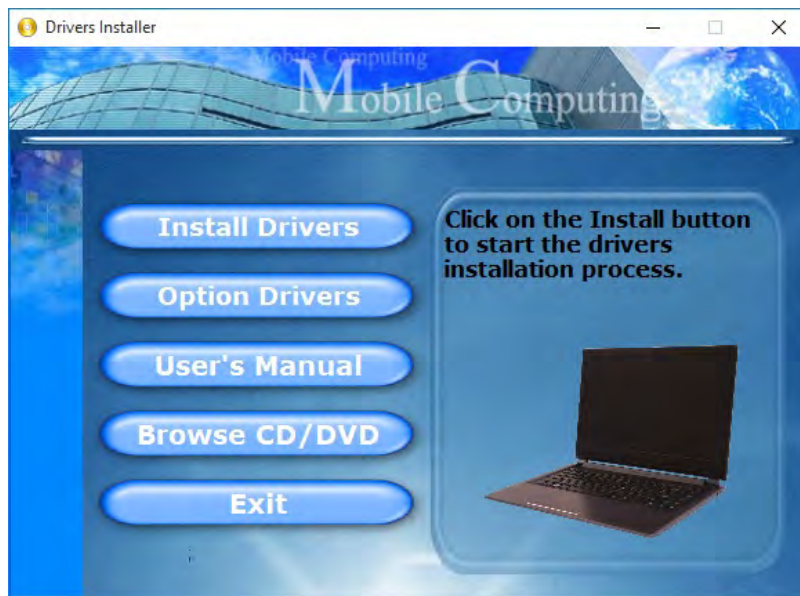 Drivers Installer
Mobile Computing
Mobile Computing
Install Drivers
Option Drivers
User's Manual
Browse CD/DVD
Exit
Click on the Install button
to start the drivers
installation process.